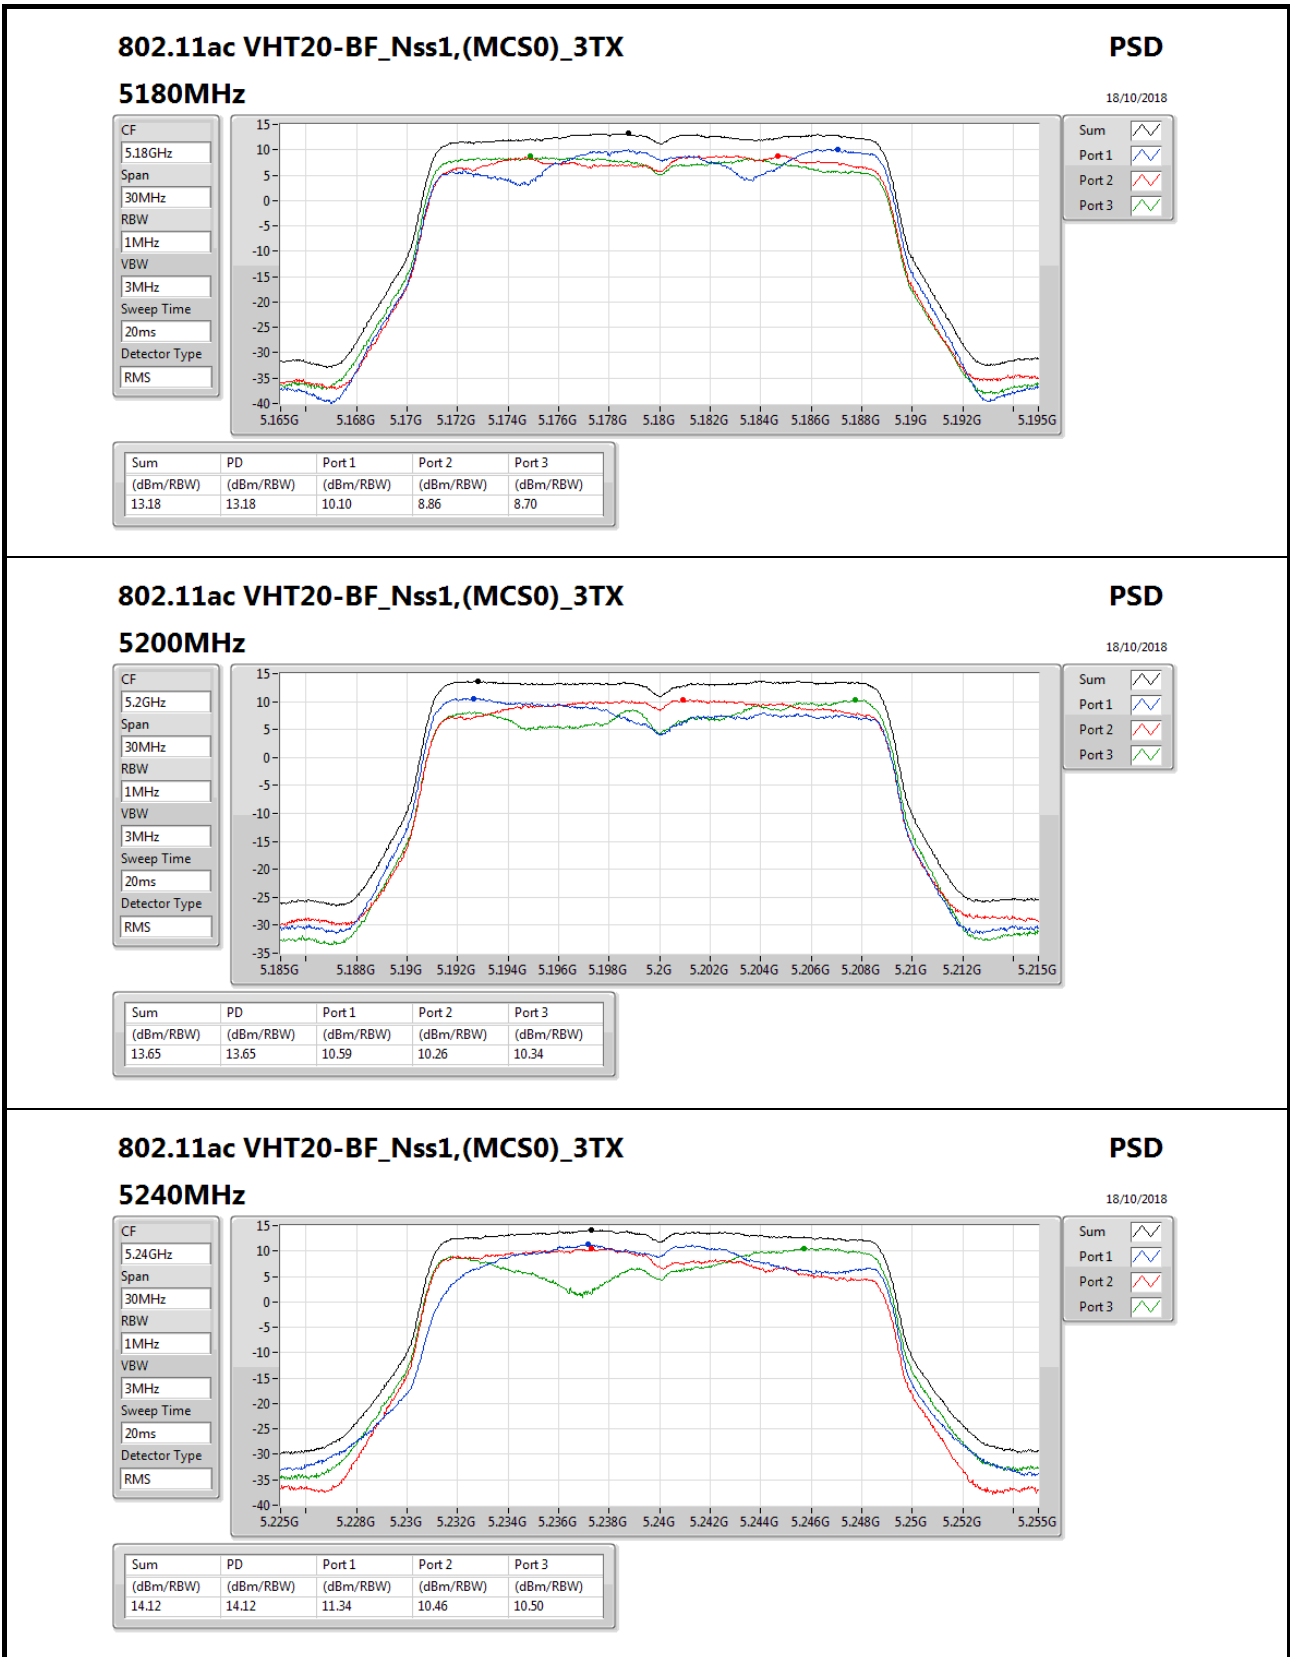 802.11ac VHT20-BF_Nss1,(MCS0)_3TX PSD
5180MHz 18/10/2018
CF
5.18GHz
Span
30MHz
RBW
1MHz
VBW
3MHz
Sweep Time
20ms
Detector Type
RMS
15
10
5
0
-5
-10
-15
-20
-25
-30
-35
-40
5.165G 5.168G 5.17G 5.172G 5.174G 5.176G 5.178G 5.18G 5.182G 5.184G 5.186G 5.188G 5.19G 5.192G 5.195G
Sum
Port 1
Port 2
Port 3
Sum PD Port 1 Port 2 Port 3
(dBm/RBW) (dBm/RBW) (dBm/RBW) (dBm/RBW) (dBm/RBW)
13.18 13.18 10.10 8.86 8.70
802.11ac VHT20-BF_Nss1,(MCS0)_3TX PSD
5200MHz 18/10/2018
CF
5.2GHz
Span
30MHz
RBW
1MHz
VBW
3MHz
Sweep Time
20ms
Detector Type
RMS
15
10
5
0
-5
-10
-15
-20
-25
-30
-35
5.185G 5.188G 5.19G 5.192G 5.194G 5.196G 5.198G 5.2G 5.202G 5.204G 5.206G 5.208G 5.21G 5.212G 5.215G
Sum
Port 1
Port 2
Port 3
Sum PD Port 1 Port 2 Port 3
(dBm/RBW) (dBm/RBW) (dBm/RBW) (dBm/RBW) (dBm/RBW)
13.65 13.65 10.59 10.26 10.34
802.11ac VHT20-BF_Nss1,(MCS0)_3TX PSD
5240MHz 18/10/2018
CF
5.24GHz
Span
30MHz
RBW
1MHz
VBW
3MHz
Sweep Time
20ms
Detector Type
RMS
15
10
5
0
-5
-10
-15
-20
-25
-30
-35
-40
5.225G 5.228G 5.23G 5.232G 5.234G 5.236G 5.238G 5.24G 5.242G 5.244G 5.246G 5.248G 5.25G 5.252G 5.255G
Sum
Port 1
Port 2
Port 3
Sum PD Port 1 Port 2 Port 3
(dBm/RBW) (dBm/RBW) (dBm/RBW) (dBm/RBW) (dBm/RBW)
14.12 14.12 11.34 10.46 10.50